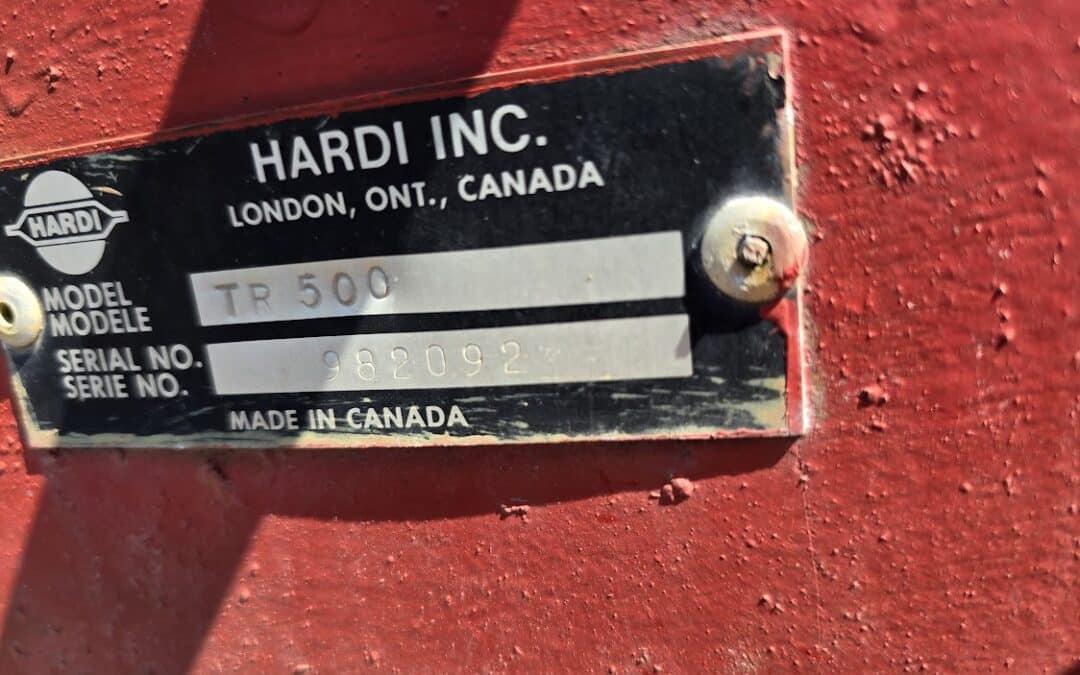 HARDI INC.
LONDON, ONT., CANADA
HARDI
MODEL
MODELE
TR 500
SERIAL NO.
SERIE NO.
982092
MADE IN CANADA